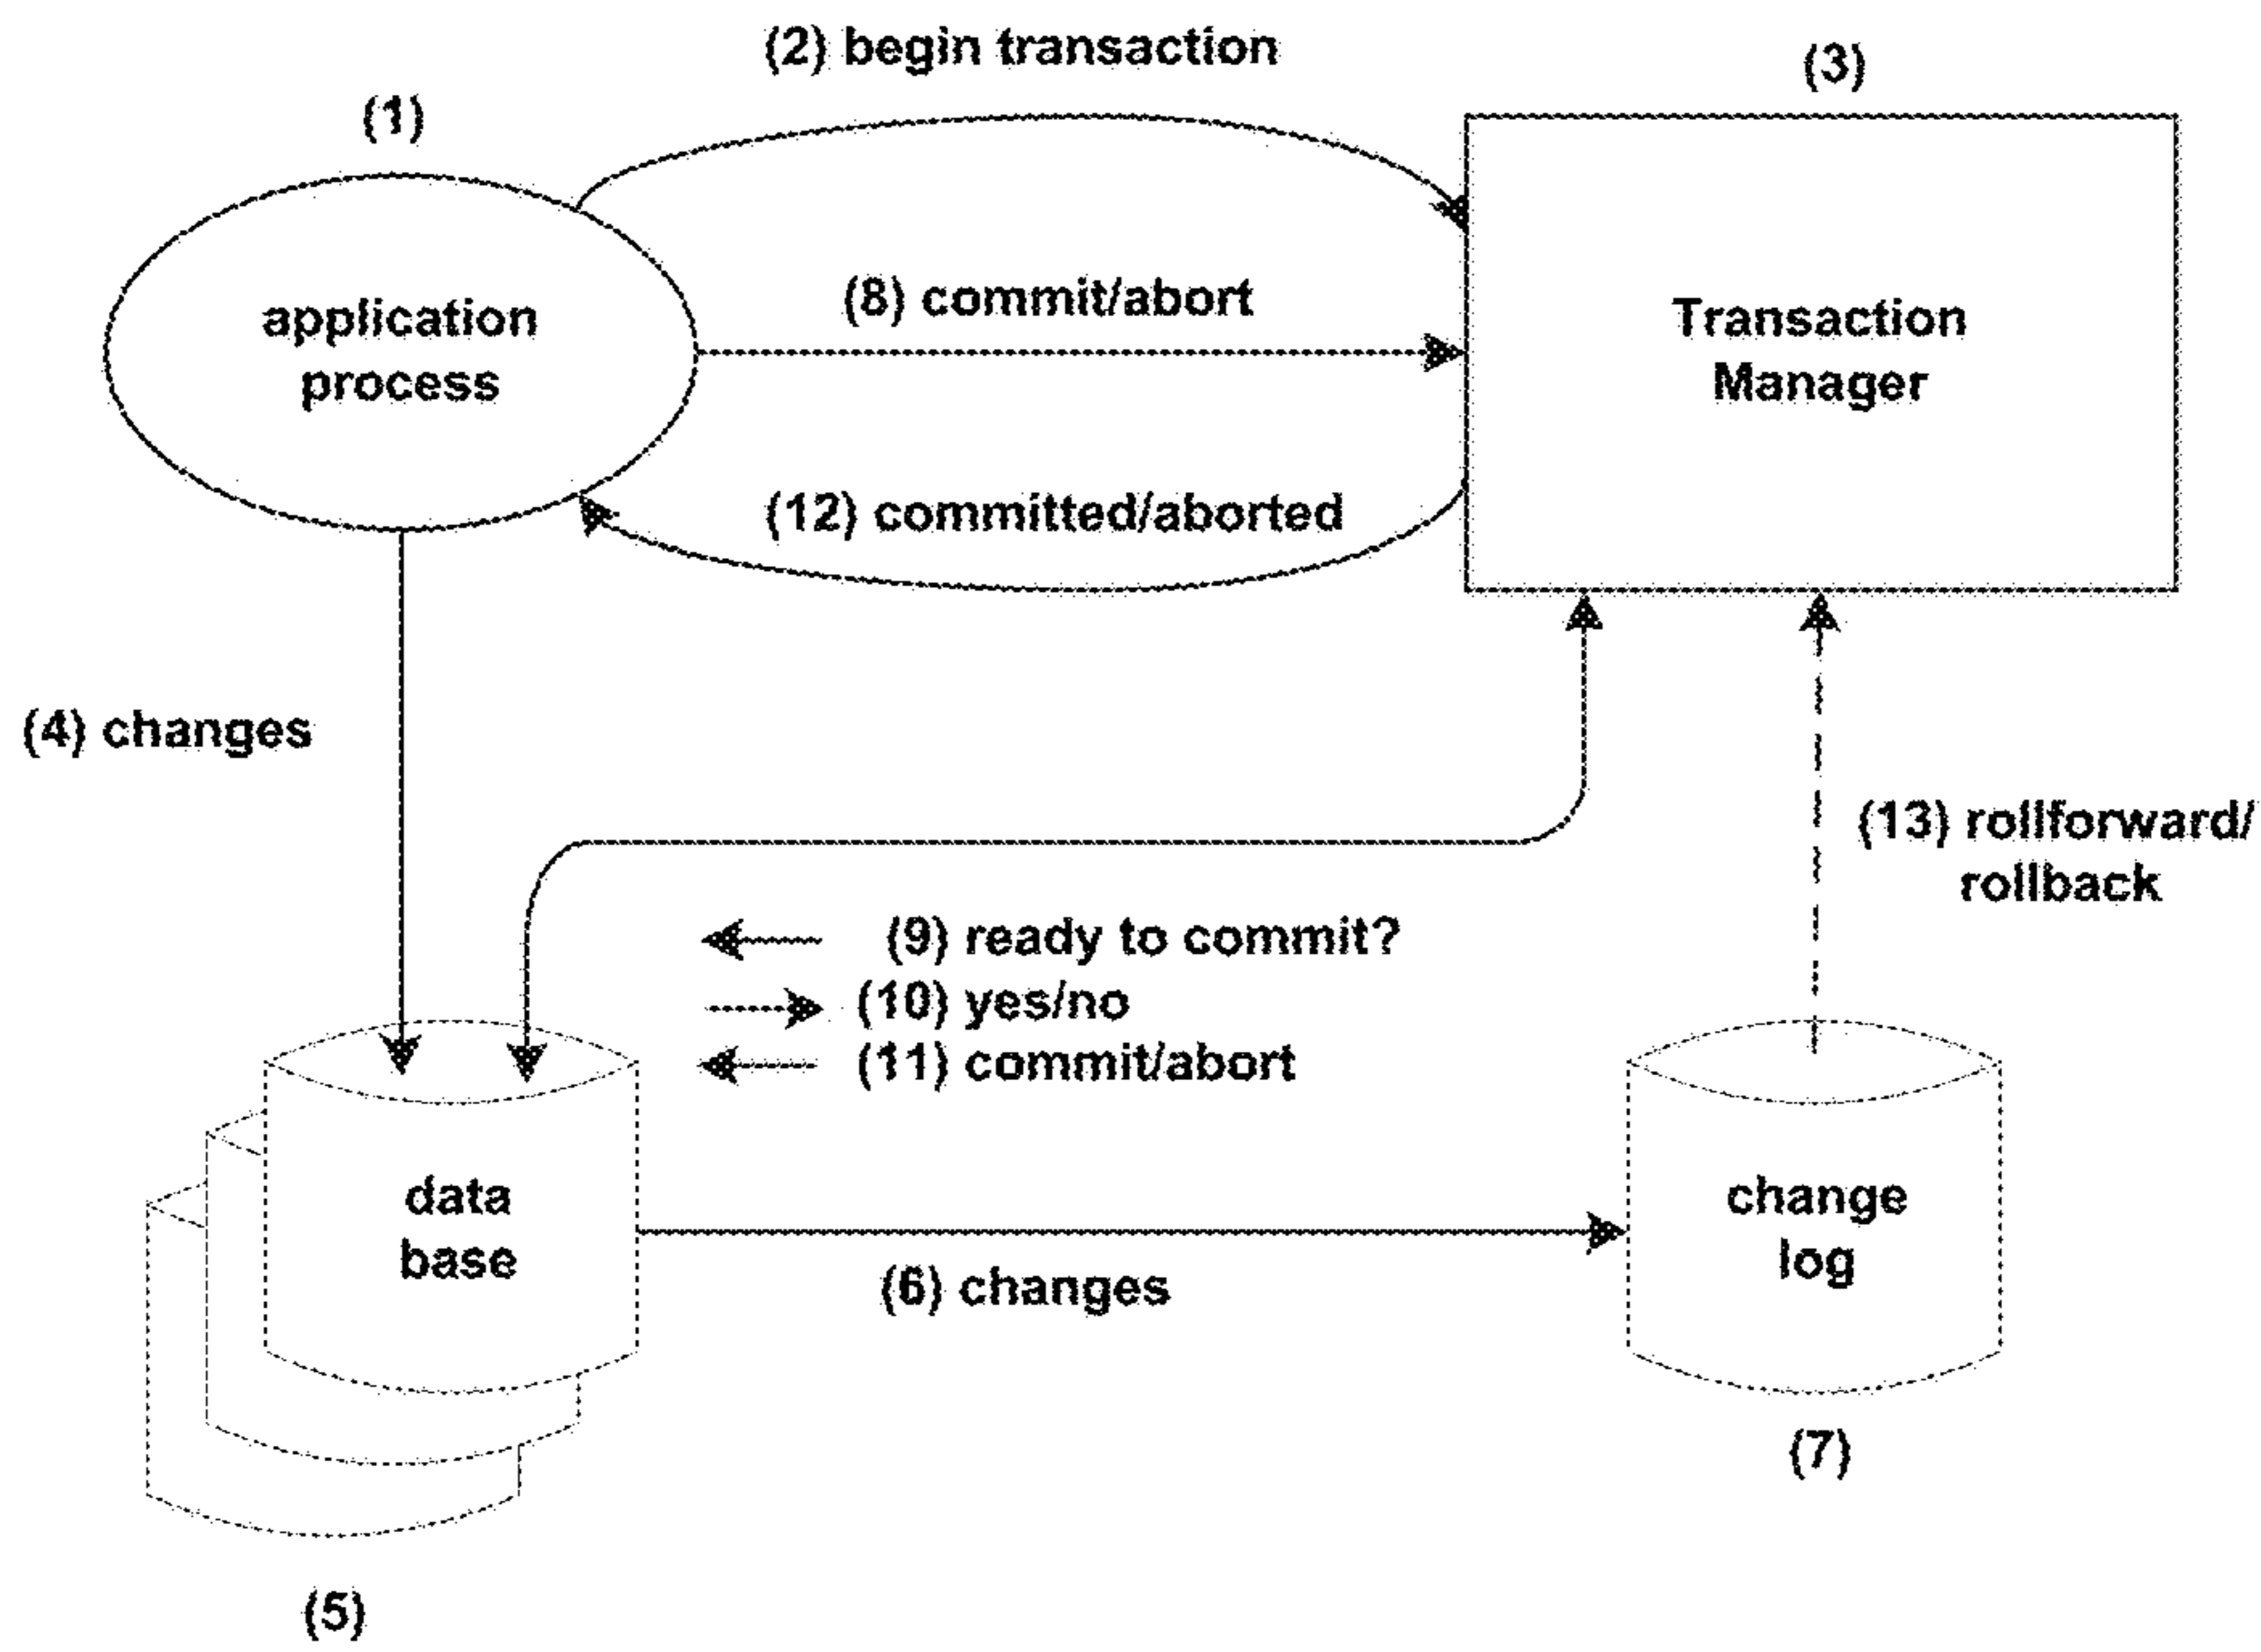 (2) begin transaction
(3)
(1)
(8) commit/abort
application
process
Transaction
Manager
(12) committed/aborted
(4) changes
(13) rollforward/
rollback
(9) ready to commit?
(10) yes/no
(11) commit/abort
data
base
change
log
(6) changes
(7)
(5)